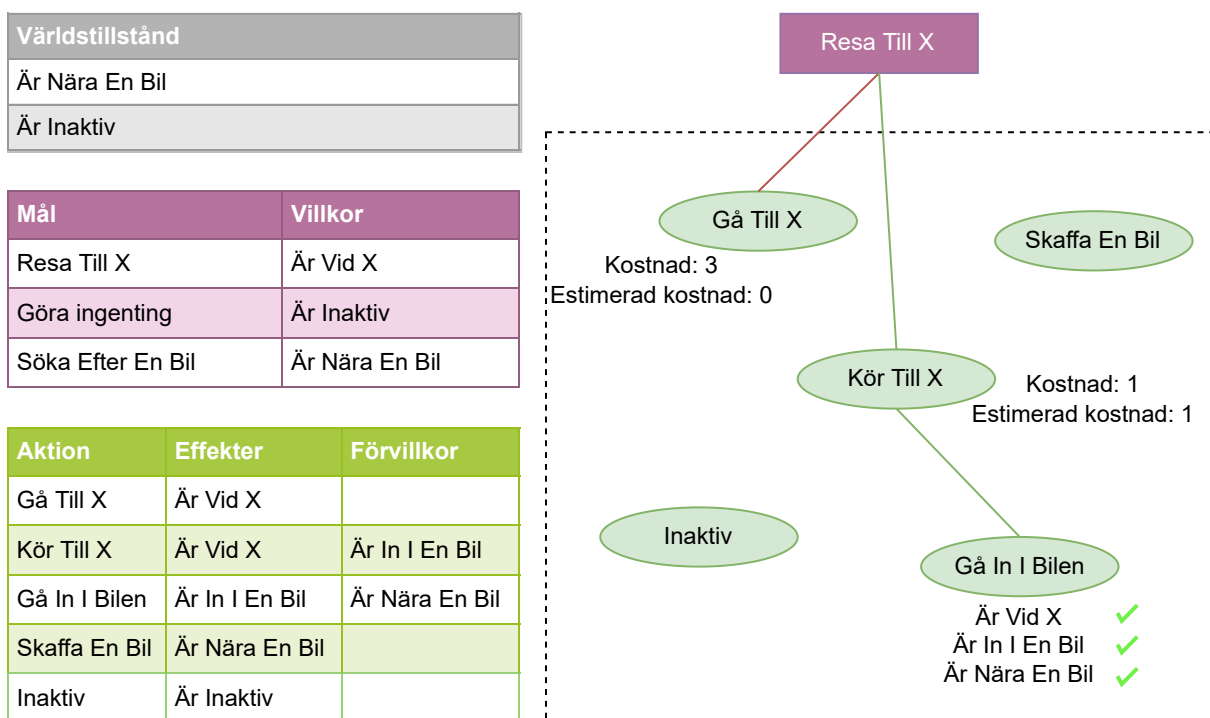 Världstillstånd
Är Nära En Bil
Är Inaktiv
Mål Villkor
Resa Till X Är Vid X
Göra ingenting Är Inaktiv
Söka Efter En Bil Är Nära En Bil
Aktion Effekter Förvillkor
Gå Till X Är Vid X
Kör Till X Är Vid X Är In I En Bil
Gå In I Bilen Är In I En Bil Är Nära En Bil
Skaffa En Bil Är Nära En Bil
Inaktiv Är Inaktiv
Resa Till X
Gå Till X
Kostnad: 3
Estimerad kostnad: 0
Skaffa En Bil
Kör Till X
Kostnad: 1
Estimerad kostnad: 1
Inaktiv
Gå In I Bilen
Är Vid X
Är In I En Bil
Är Nära En Bil